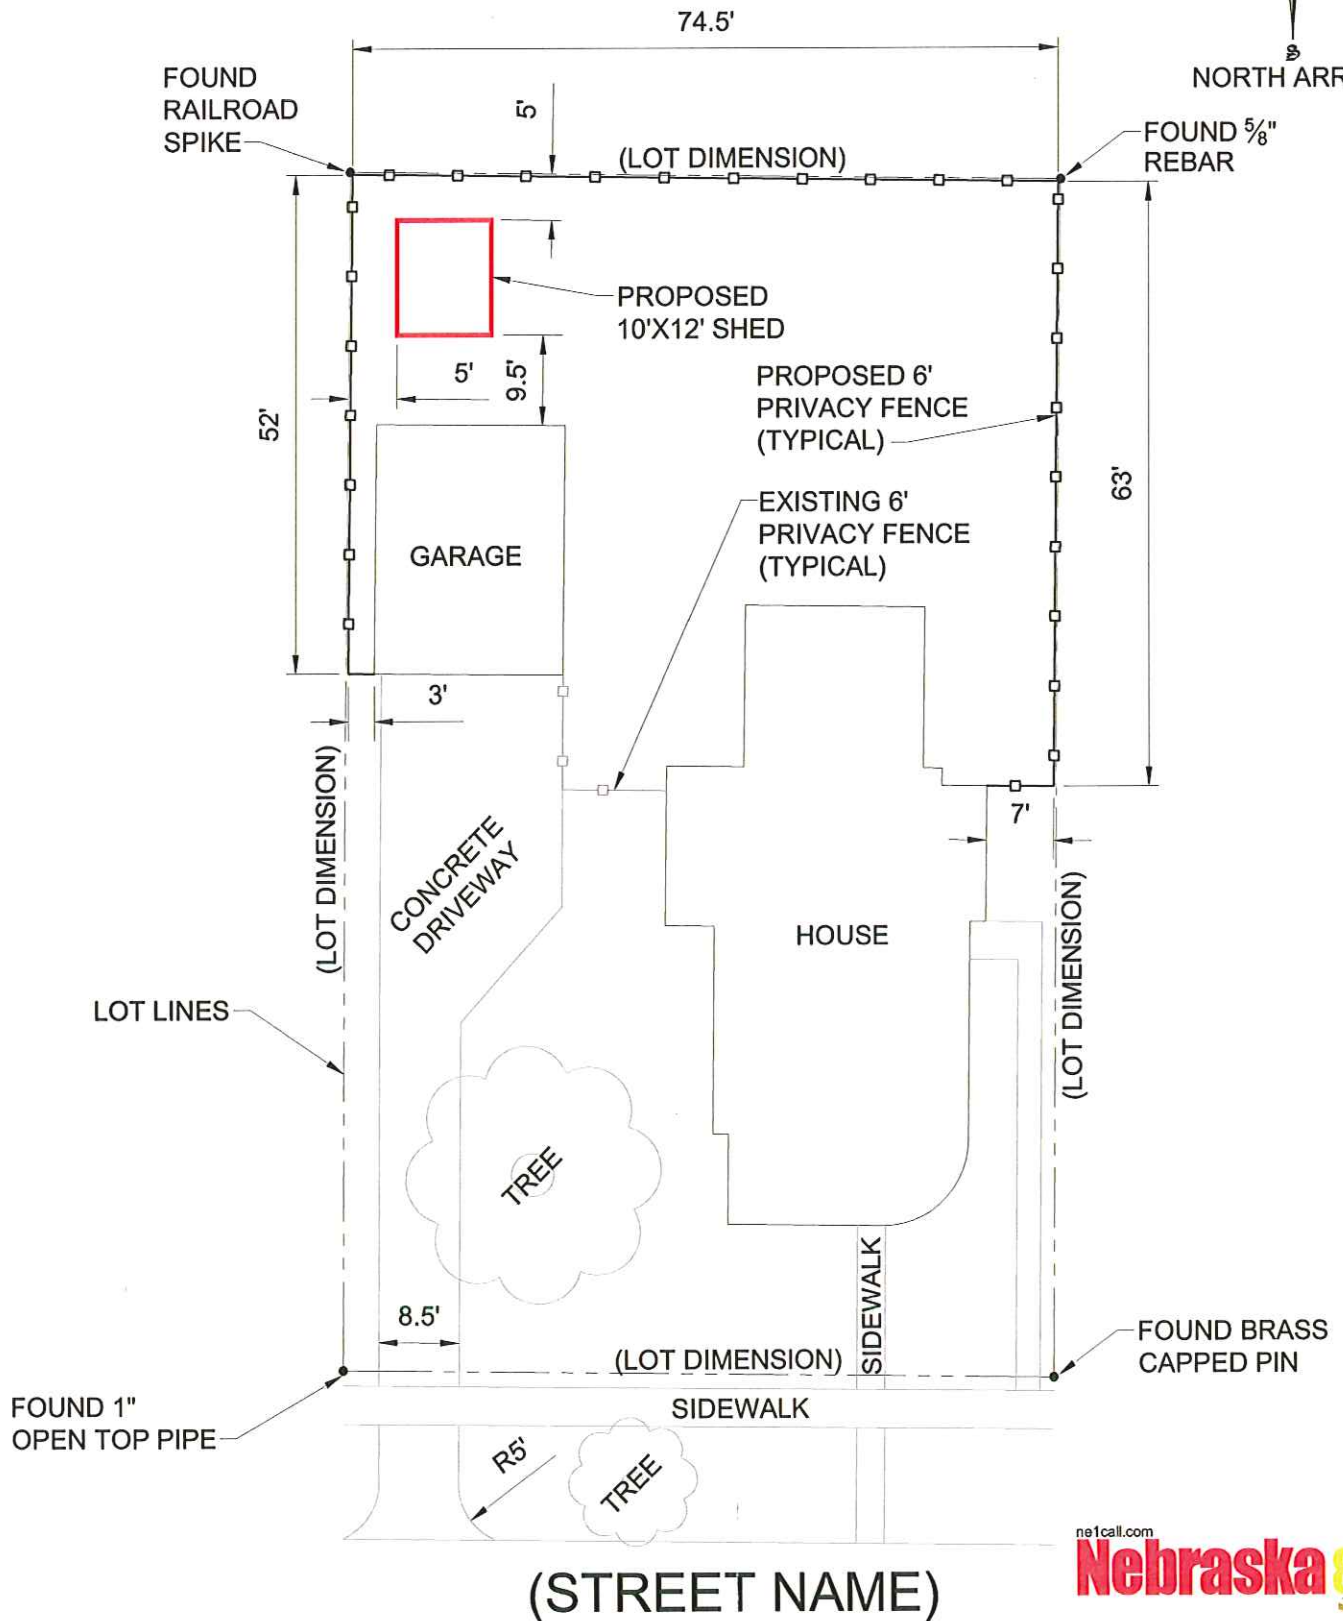 74.5'
S
NORTH ARR
FOUND
RAILROAD
SPIKE
5'
(LOT DIMENSION)
FOUND 5/8"
REBAR
PROPOSED
10'X12' SHED
5'
9.5'
52'
PROPOSED 6'
PRIVACY FENCE
(TYPICAL)
63'
EXISTING 6'
PRIVACY FENCE
(TYPICAL)
GARAGE
3'
7'
(LOT DIMENSION)
CONCRETE
DRIVEWAY
HOUSE
(LOT DIMENSION)
LOT LINES
TREE
SIDEWALK
8.5'
(LOT DIMENSION)
FOUND BRASS
CAPPED PIN
FOUND 1"
OPEN TOP PIPE
SIDEWALK
R5'
TREE
(STREET NAME)
ne1call.com
Nebraska